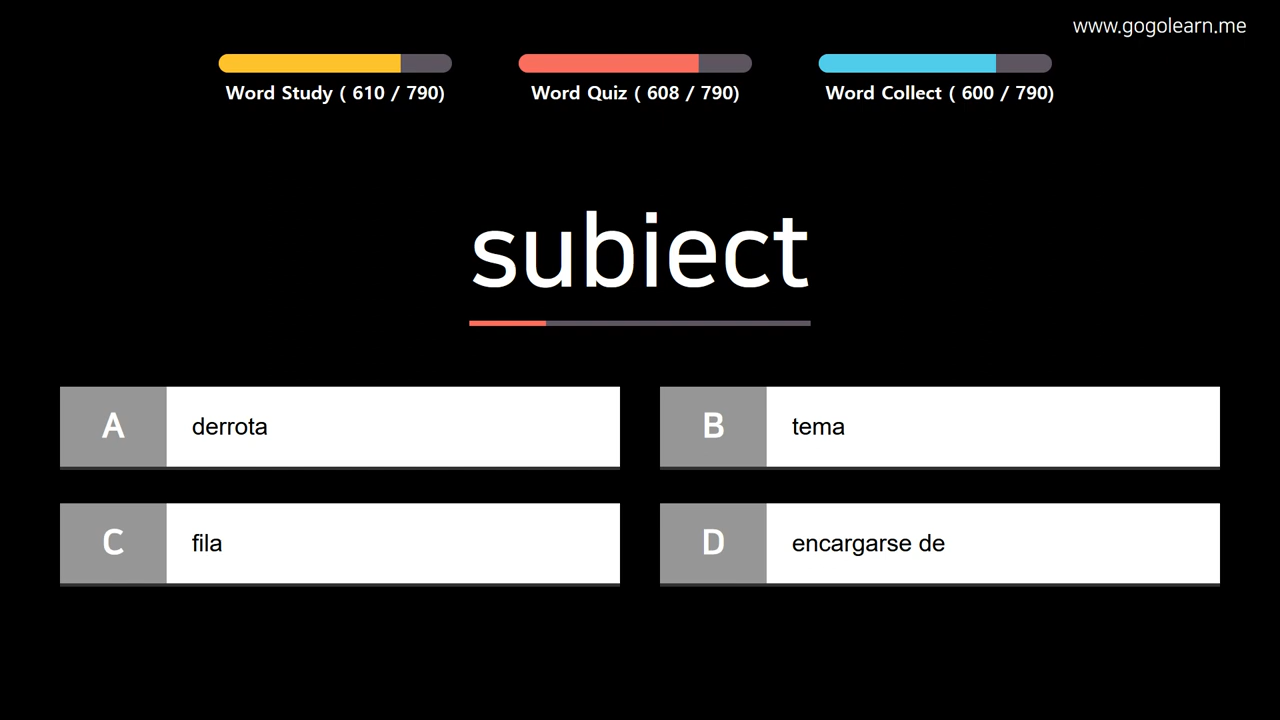 www.gogolearn.me
Word Study ( 610 / 790)
Word Quiz ( 608 / 790)
Word Collect ( 600 / 790)
subiect
A derrota
B tema
C fila
D encargarse de